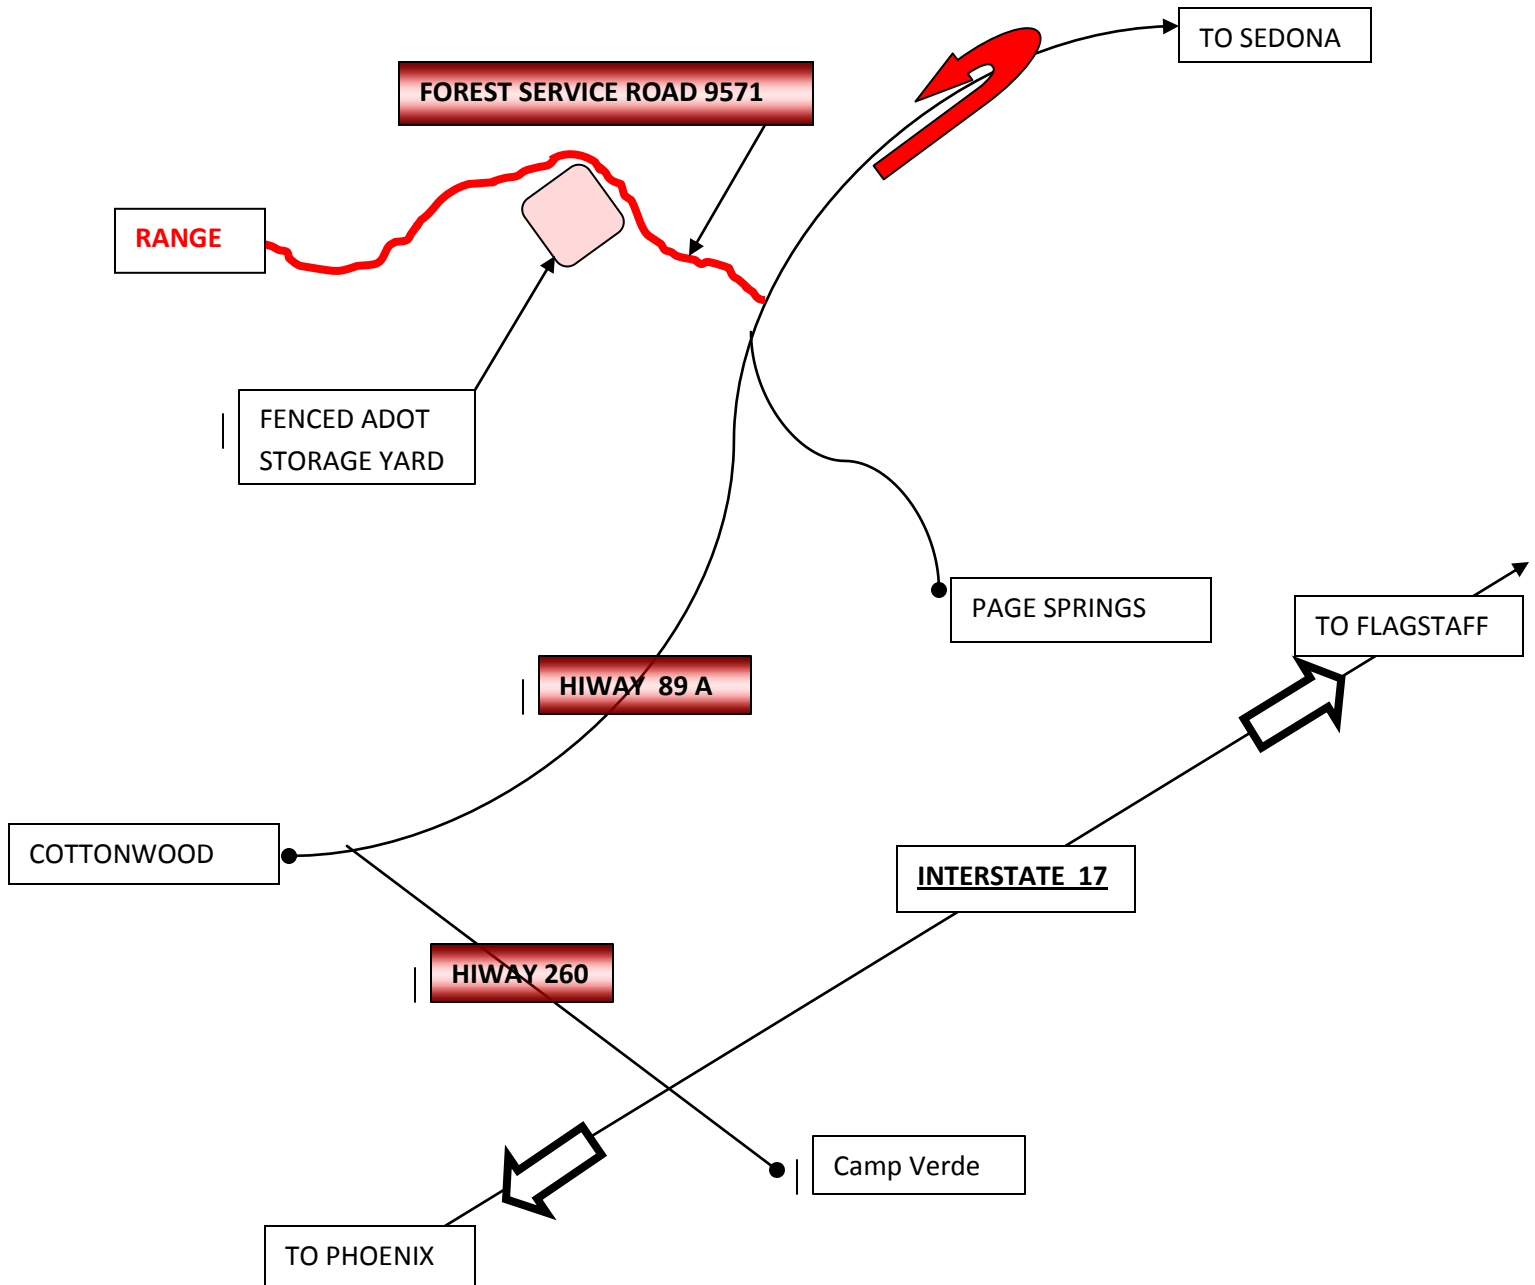 TO SEDONA
FOREST SERVICE ROAD 9571
RANGE
FENCED ADOT
STORAGE YARD
PAGE SPRINGS
TO FLAGSTAFF
HIWAY  89 A
COTTONWOOD
INTERSTATE  17
HIWAY 260
Camp Verde
TO PHOENIX